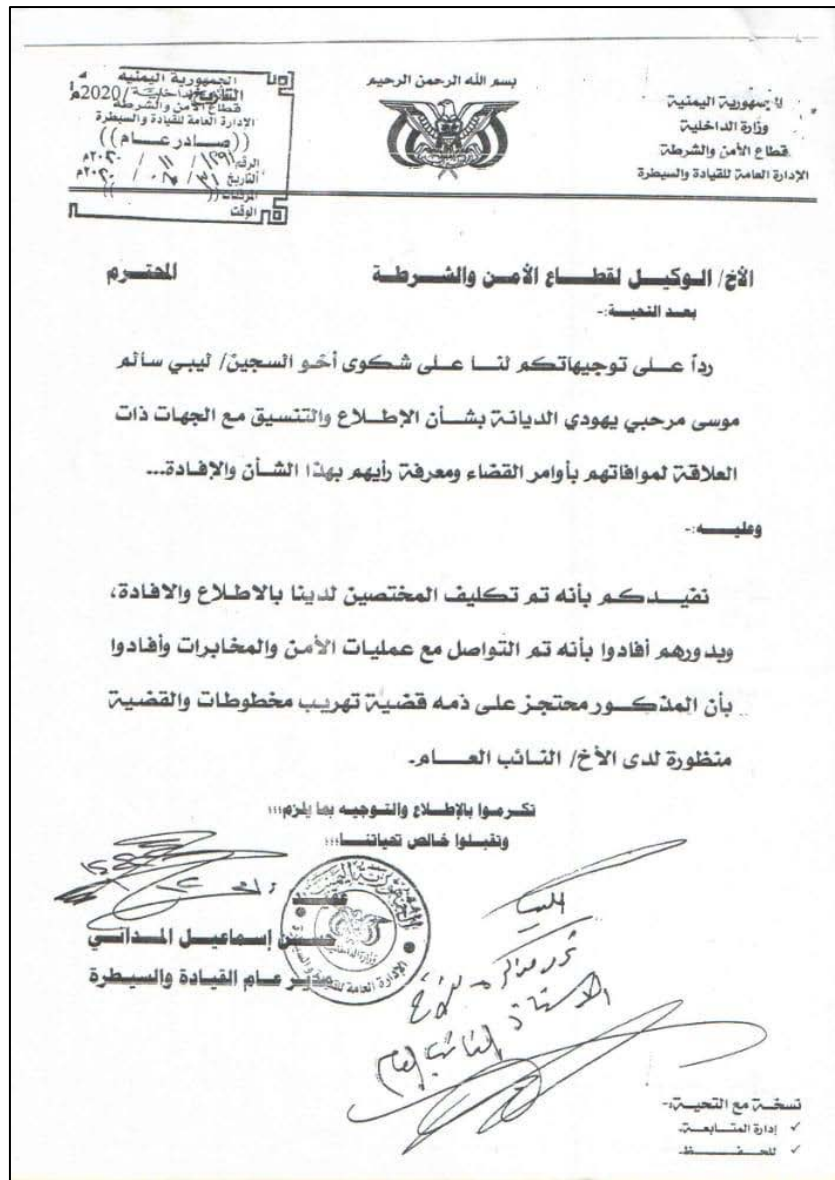 بسم الله الرحمن الرحيم
الجمهورية اليمنية
وزارة الداخلية
قطاع الأمن والشرطة
الإدارة العامة للقيادة والسيطرة
الجمهورية اليمنية
2020م
قطاع الأمن والشرطة
الإدارة العامة للقيادة والسيطرة
((صادر عام))
الرقم
التاريخ
المرفقات ((
الوقت
الأخ/ الوكيل لقطاع الأمن والشرطة المحترم
بعد التحية:-
رداً على توجيهاتكم لنا على شكوى أخو السجين/ ليبي سالم
موسى مرحبي يهودي الديانة بشأن الإطلاع والتنسيق مع الجهات ذات
العلاقة لموافاتهم بأوامر القضاء ومعرفة رأيهم بهذا الشأن والإفادة...
وعليه:-
نفيدكم بأنه تم تكليف المختصين لدينا بالاطلاع والافادة،
وبدورهم أفادوا بأنه تم التواصل مع عمليات الأمن والمخابرات وأفادوا
بأن المذكور محتجز على ذمه قضية تهريب مخطوطات والقضية
منظورة لدى الأخ/ النائب العام.
تكرموا بالإطلاع والتوجيه بما يلزم،،،
وتقبلوا خالص تحياتنا،،،
عقيد
حسن إسماعيل المداني
مدير عام القيادة والسيطرة
الأستاذ النائب العام
نسخة مع التحية:-
✓ إدارة المتابعة.
✓ للحفظ.